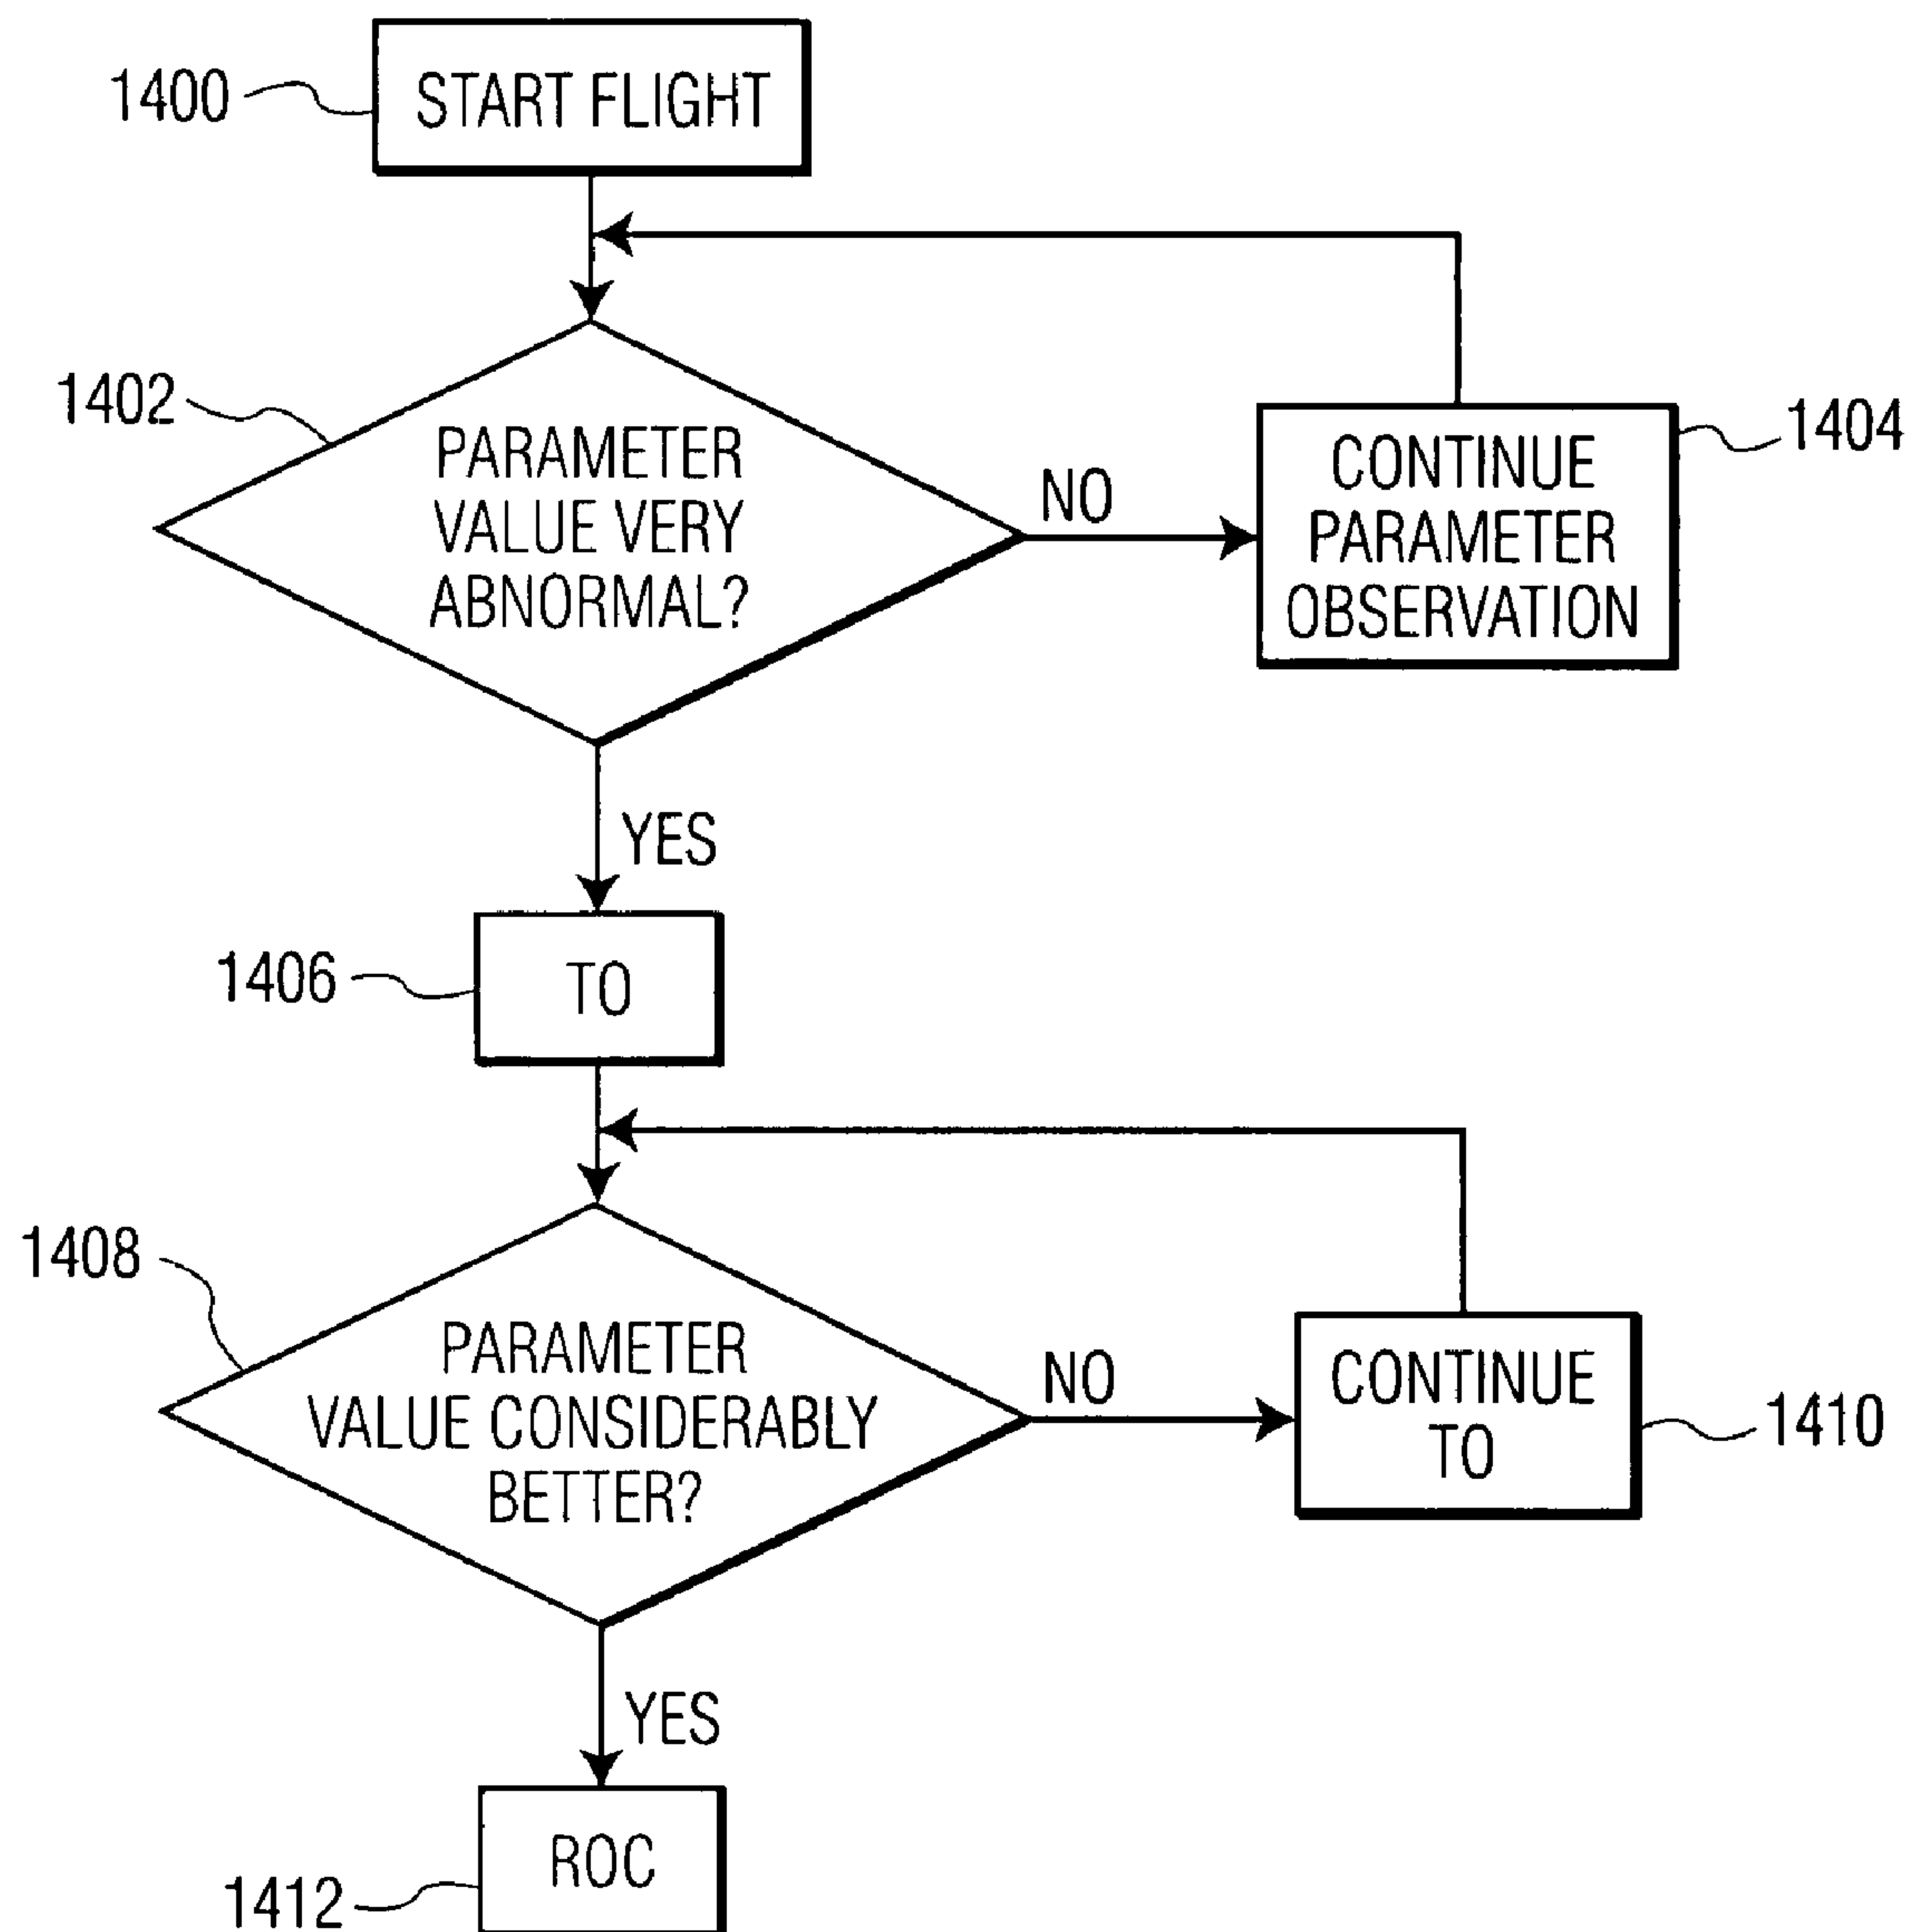 1400
START FLIGHT
1402
PARAMETER
VALUE VERY
ABNORMAL?
NO
CONTINUE
PARAMETER
OBSERVATION
1404
YES
1406
TO
1408
PARAMETER
VALUE CONSIDERABLY
BETTER?
NO
CONTINUE
TO
1410
YES
ROC
1412